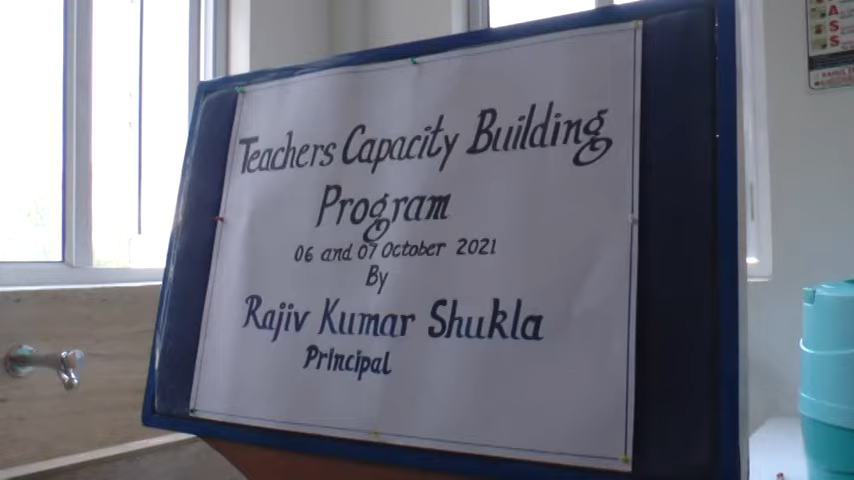 Teachers Capacity Building
Program
06 and 07 October 2021
By
Rajiv Kumar Shukla
Principal
A
S
S